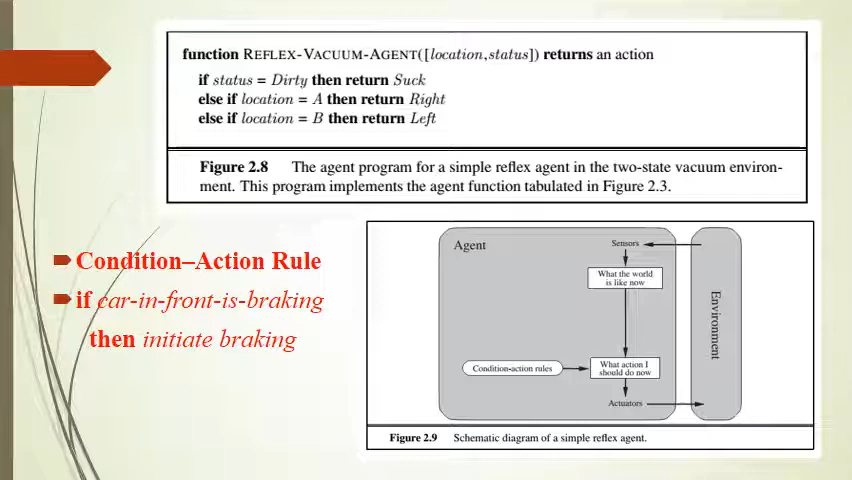 function REFLEX-VACUUM-AGENT([location,status]) returns an action
if status = Dirty then return Suck
else if location = A then return Right
else if location = B then return Left
Figure 2.8 The agent program for a simple reflex agent in the two-state vacuum environ-
ment. This program implements the agent function tabulated in Figure 2.3.
Condition–Action Rule
if car-in-front-is-braking
then initiate braking
Agent
Sensors
What the world
is like now
Environment
Condition-action rules
What action I
should do now
Actuators
Figure 2.9 Schematic diagram of a simple reflex agent.